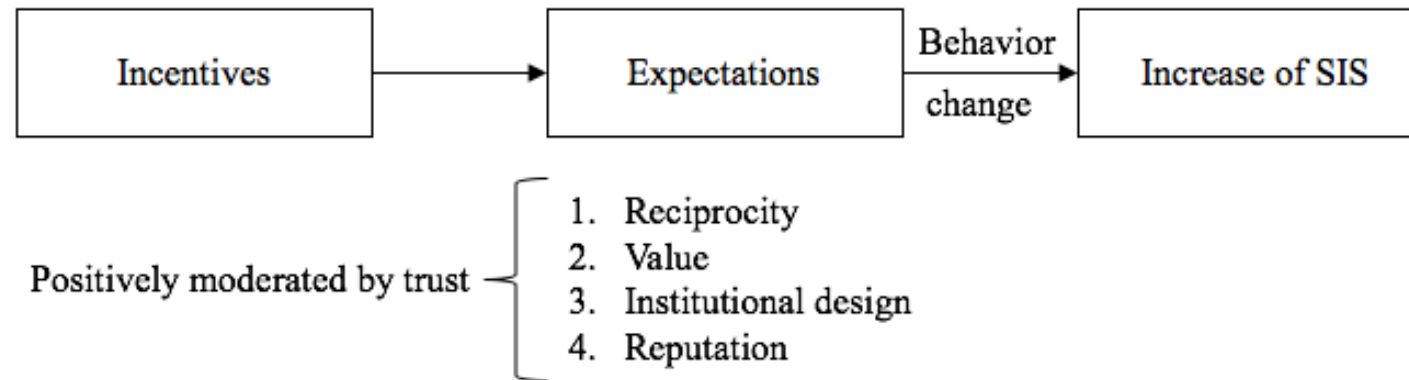 Incentives
Expectations
Behavior
change
Increase of SIS
Positively moderated by trust
1. Reciprocity
2. Value
3. Institutional design
4. Reputation